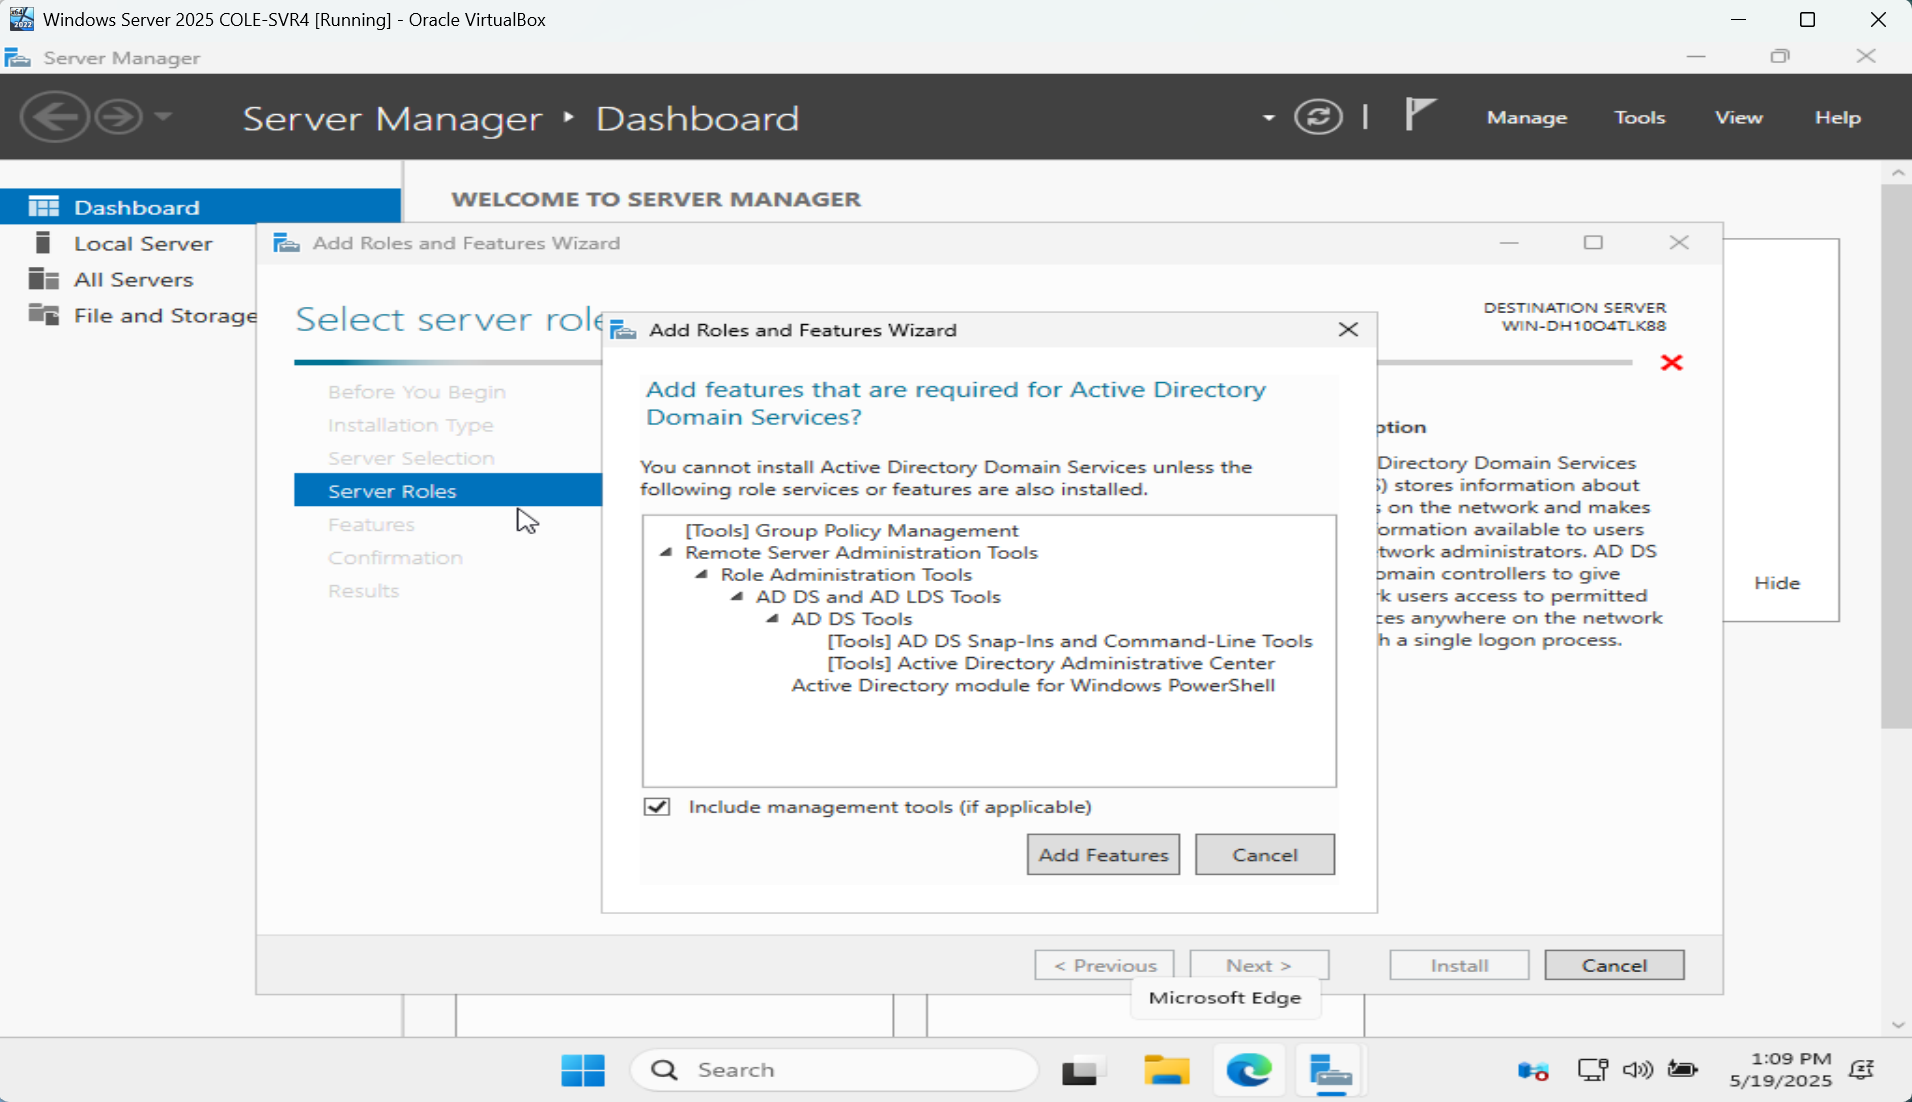 Windows Server 2025 COLE-SVR4 [Running] - Oracle VirtualBox
Server Manager
Server Manager
Dashboard
Manage
Tools
View
Help
Dashboard
Local Server
All Servers
File and Storage
WELCOME TO SERVER MANAGER
Add Roles and Features Wizard
Select server role
DESTINATION SERVER
WIN-DH10O4TLK88
Before You Begin
Installation Type
Server Selection
Server Roles
Features
Confirmation
Results
Add Roles and Features Wizard
Add features that are required for Active Directory
Domain Services?
You cannot install Active Directory Domain Services unless the
following role services or features are also installed.
[Tools] Group Policy Management
Remote Server Administration Tools
Role Administration Tools
AD DS and AD LDS Tools
AD DS Tools
[Tools] AD DS Snap-Ins and Command-Line Tools
[Tools] Active Directory Administrative Center
Active Directory module for Windows PowerShell
Include management tools (if applicable)
Add Features
Cancel
ption
Directory Domain Services
S) stores information about
s on the network and makes
ormation available to users
twork administrators. AD DS
omain controllers to give
k users access to permitted
ces anywhere on the network
h a single logon process.
Hide
< Previous
Next >
Install
Cancel
Microsoft Edge
Search
1:09 PM
5/19/2025